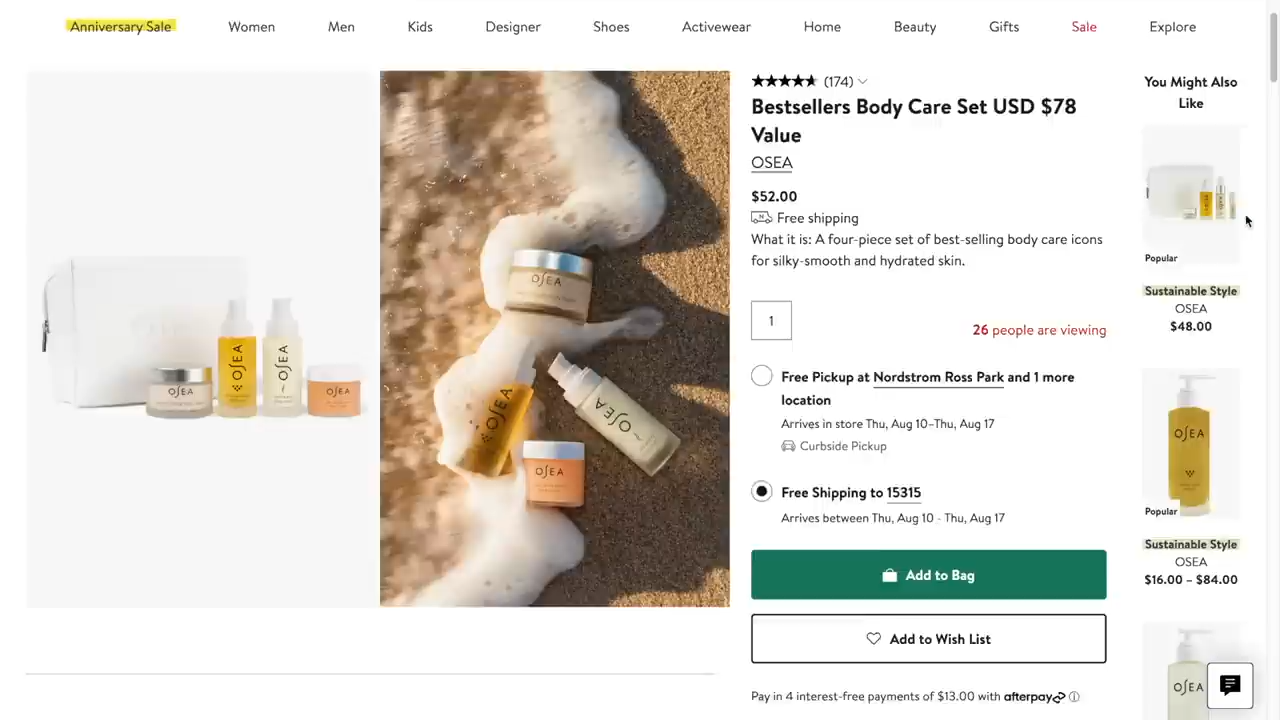 Anniversary Sale Women Men Kids Designer Shoes Activewear Home Beauty Gifts Sale Explore
(174)
Bestsellers Body Care Set USD $78
Value
OSEA
$52.00
Free shipping
What it is: A four-piece set of best-selling body care icons
for silky-smooth and hydrated skin.
1
26 people are viewing
Free Pickup at Nordstrom Ross Park and 1 more
location
Arrives in store Thu, Aug 10–Thu, Aug 17
Curbside Pickup
Free Shipping to 15315
Arrives between Thu, Aug 10 - Thu, Aug 17
Add to Bag
Add to Wish List
Pay in 4 interest-free payments of $13.00 with afterpay
You Might Also
Like
Popular
Sustainable Style
OSEA
$48.00
OSEA
Popular
Sustainable Style
OSEA
$16.00 – $84.00
OSEA
OSEA
OSEA
OSEA
OSEA
OSEA
OSEA
OSEA
OSEA